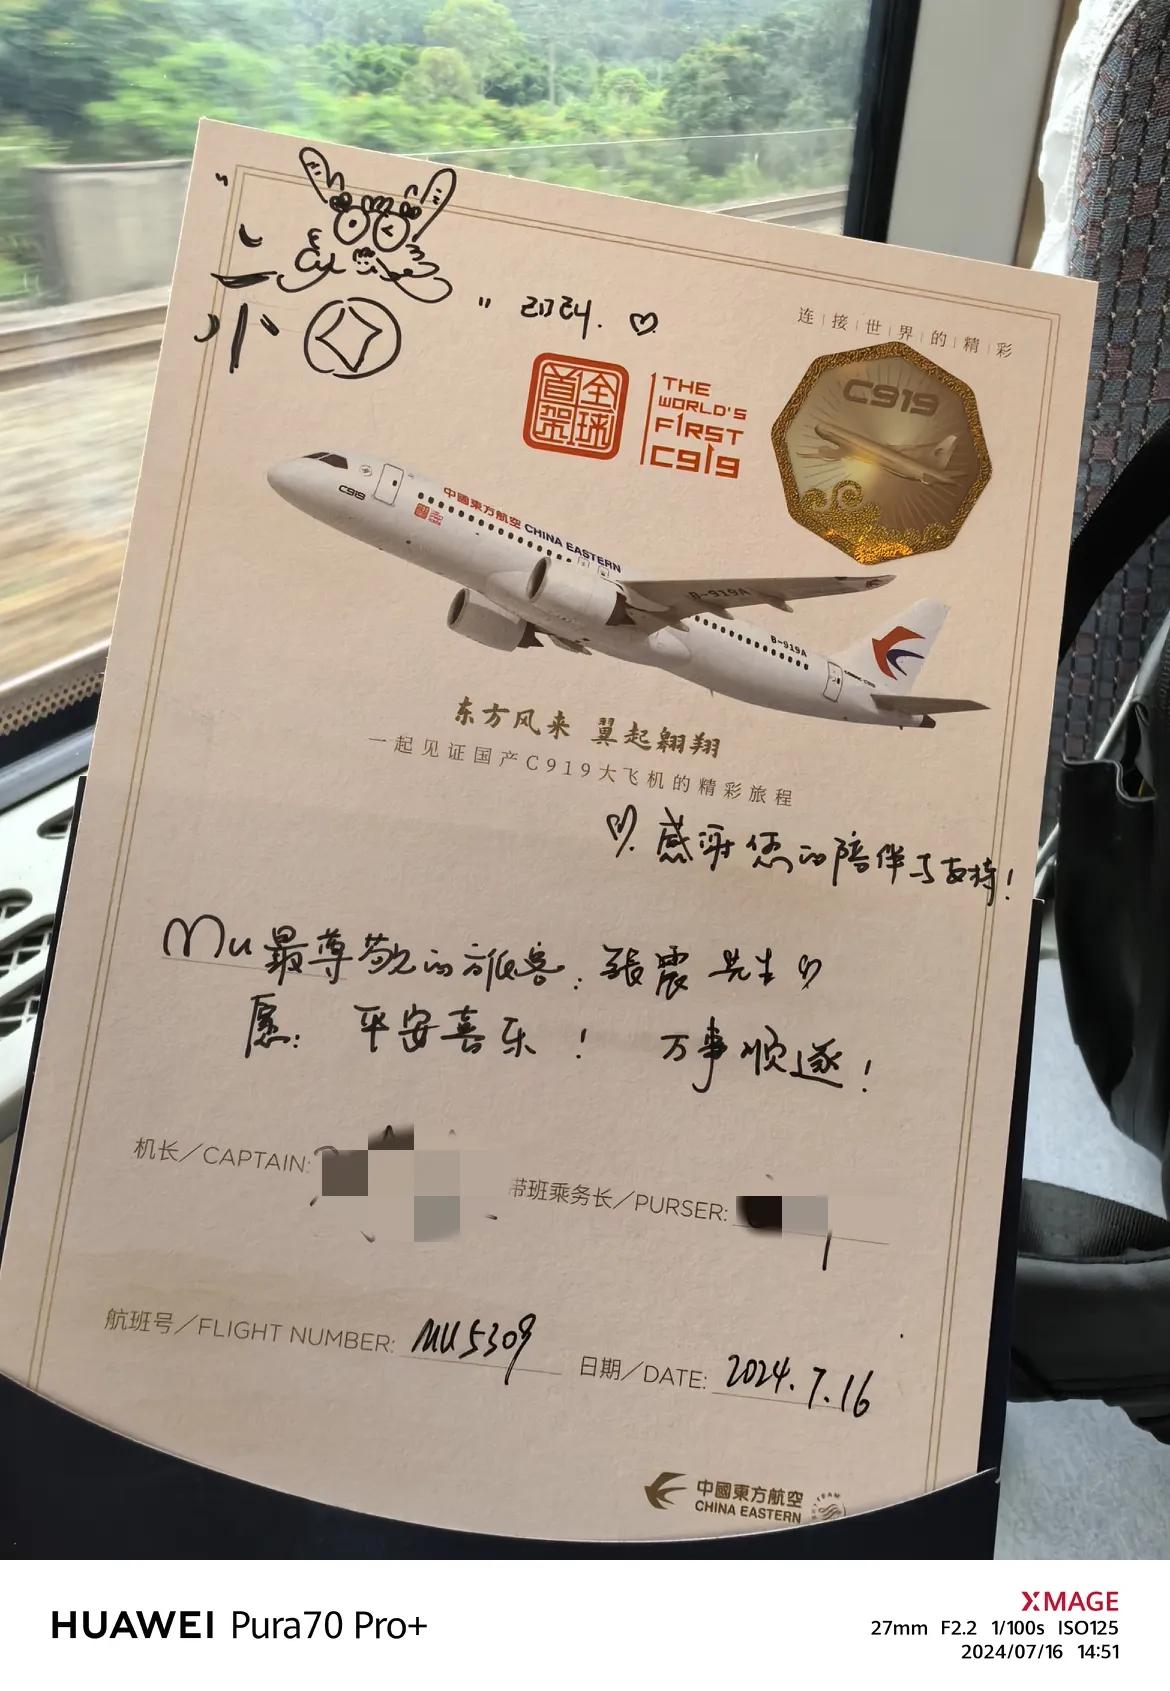 连接世界的精彩
" " 一切 小 " 记到.
全球首架
THE
WORLD'S
FIRST
C919
C919
C919
中國東方航空 CHINA EASTERN
B-919A
B-919A
东方风来 翼起翱翔
一起见证国产C919大飞机的精彩旅程
感谢您的陪伴与支持!
Mu最尊敬的旅客:张震 先生
愿: 平安喜乐! 万事顺遂!
机长/CAPTAIN:
带班乘务长/PURSER:
航班号/FLIGHT NUMBER: MU5309
日期/DATE: 2024.7.16
中國東方航空
CHINA EASTERN
HUAWEI Pura70 Pro+
XMAGE
27mm F2.2 1/100s ISO125
2024/07/16 14:51